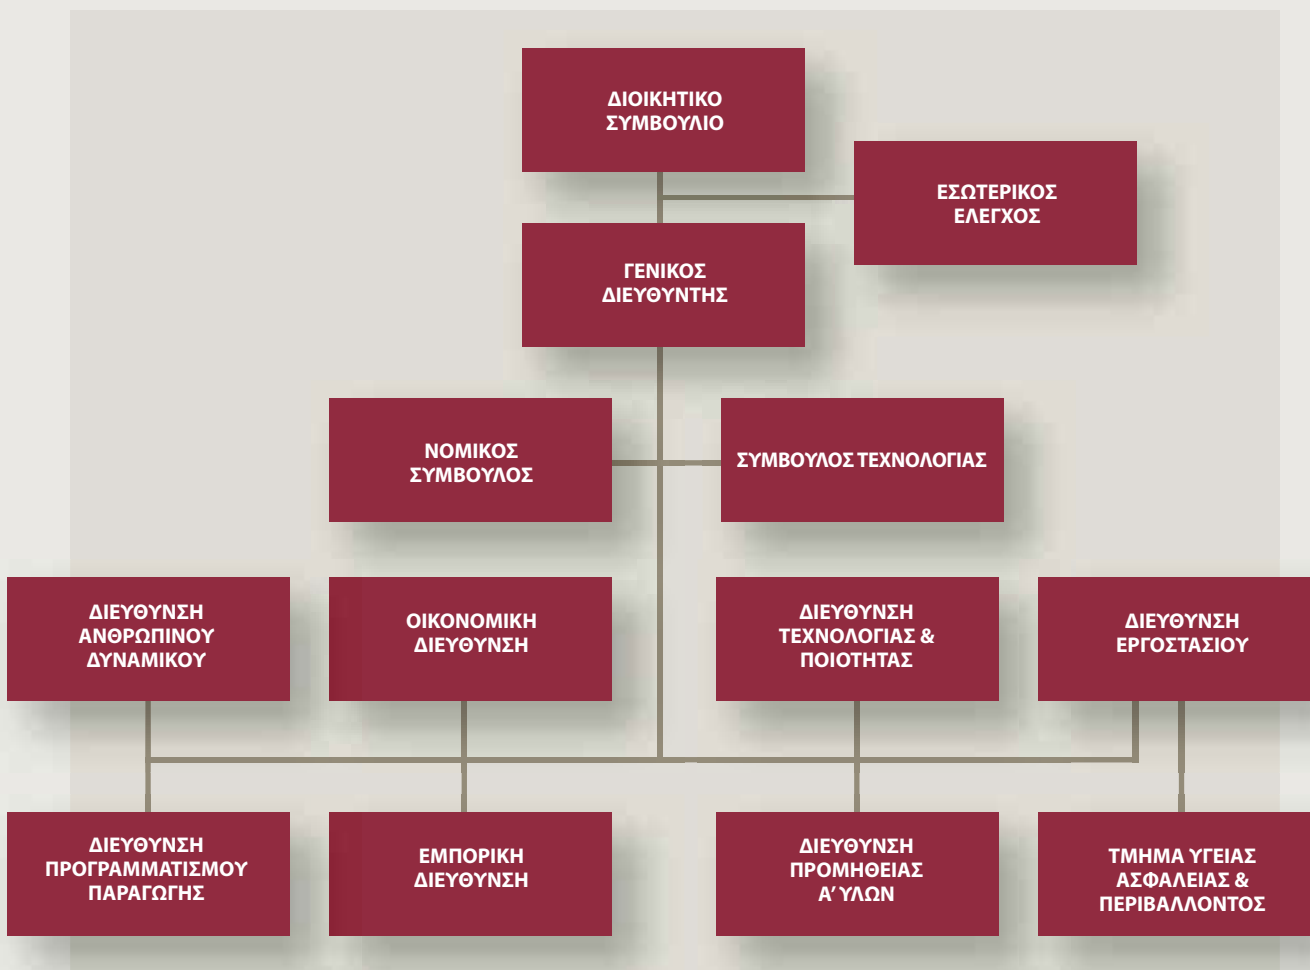 ΔΙΟΙΚΗΤΙΚΟ
ΣΥΜΒΟΥΛΙΟ
ΕΣΩΤΕΡΙΚΟΣ
ΕΛΕΓΧΟΣ
ΓΕΝΙΚΟΣ
ΔΙΕΥΘΥΝΤΗΣ
ΝΟΜΙΚΟΣ
ΣΥΜΒΟΥΛΟΣ
ΣΥΜΒΟΥΛΟΣ ΤΕΧΝΟΛΟΓΙΑΣ
ΔΙΕΥΘΥΝΣΗ
ΑΝΘΡΩΠΙΝΟΥ
ΔΥΝΑΜΙΚΟΥ
ΟΙΚΟΝΟΜΙΚΗ
ΔΙΕΥΘΥΝΣΗ
ΔΙΕΥΘΥΝΣΗ
ΤΕΧΝΟΛΟΓΙΑΣ &
ΠΟΙΟΤΗΤΑΣ
ΔΙΕΥΘΥΝΣΗ
ΕΡΓΟΣΤΑΣΙΟΥ
ΔΙΕΥΘΥΝΣΗ
ΠΡΟΓΡΑΜΜΑΤΙΣΜΟΥ
ΠΑΡΑΓΩΓΗΣ
ΕΜΠΟΡΙΚΗ
ΔΙΕΥΘΥΝΣΗ
ΔΙΕΥΘΥΝΣΗ
ΠΡΟΜΗΘΕΙΑΣ
Α’ ΥΛΩΝ
ΤΜΗΜΑ ΥΓΕΙΑΣ
ΑΣΦΑΛΕΙΑΣ &
ΠΕΡΙΒΑΛΛΟΝΤΟΣ